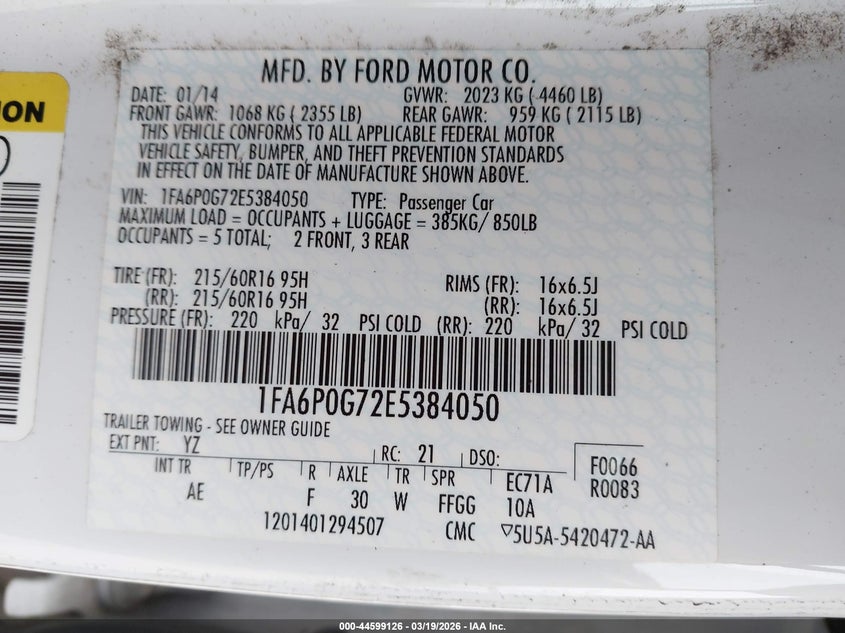 ION
MFD. BY FORD MOTOR CO.
DATE: 01/14 GVWR: 2023 KG ( 4460 LB)
FRONT GAWR: 1068 KG ( 2355 LB) REAR GAWR: 959 KG ( 2115 LB)
THIS VEHICLE CONFORMS TO ALL APPLICABLE FEDERAL MOTOR
VEHICLE SAFETY, BUMPER, AND THEFT PREVENTION STANDARDS
IN EFFECT ON THE DATE OF MANUFACTURE SHOWN ABOVE.
VIN: 1FA6P0G72E5384050 TYPE: Passenger Car
MAXIMUM LOAD = OCCUPANTS + LUGGAGE = 385KG/ 850LB
OCCUPANTS = 5 TOTAL; 2 FRONT, 3 REAR
TIRE (FR): 215/60R16 95H RIMS (FR): 16x6.5J
(RR): 215/60R16 95H (RR): 16x6.5J
PRESSURE (FR): 220 kPa/ 32 PSI COLD (RR): 220 kPa/ 32 PSI COLD
1FA6P0G72E5384050
TRAILER TOWING - SEE OWNER GUIDE
EXT PNT: YZ RC: 21 DSO: F0066
INT TR TP/PS R AXLE TR SPR EC71A R0083
AE F 30 W FFGG 10A
1201401294507 CMC ▽5U5A-5420472-AA
000-44599126 - 03/19/2026 - IAA Inc.